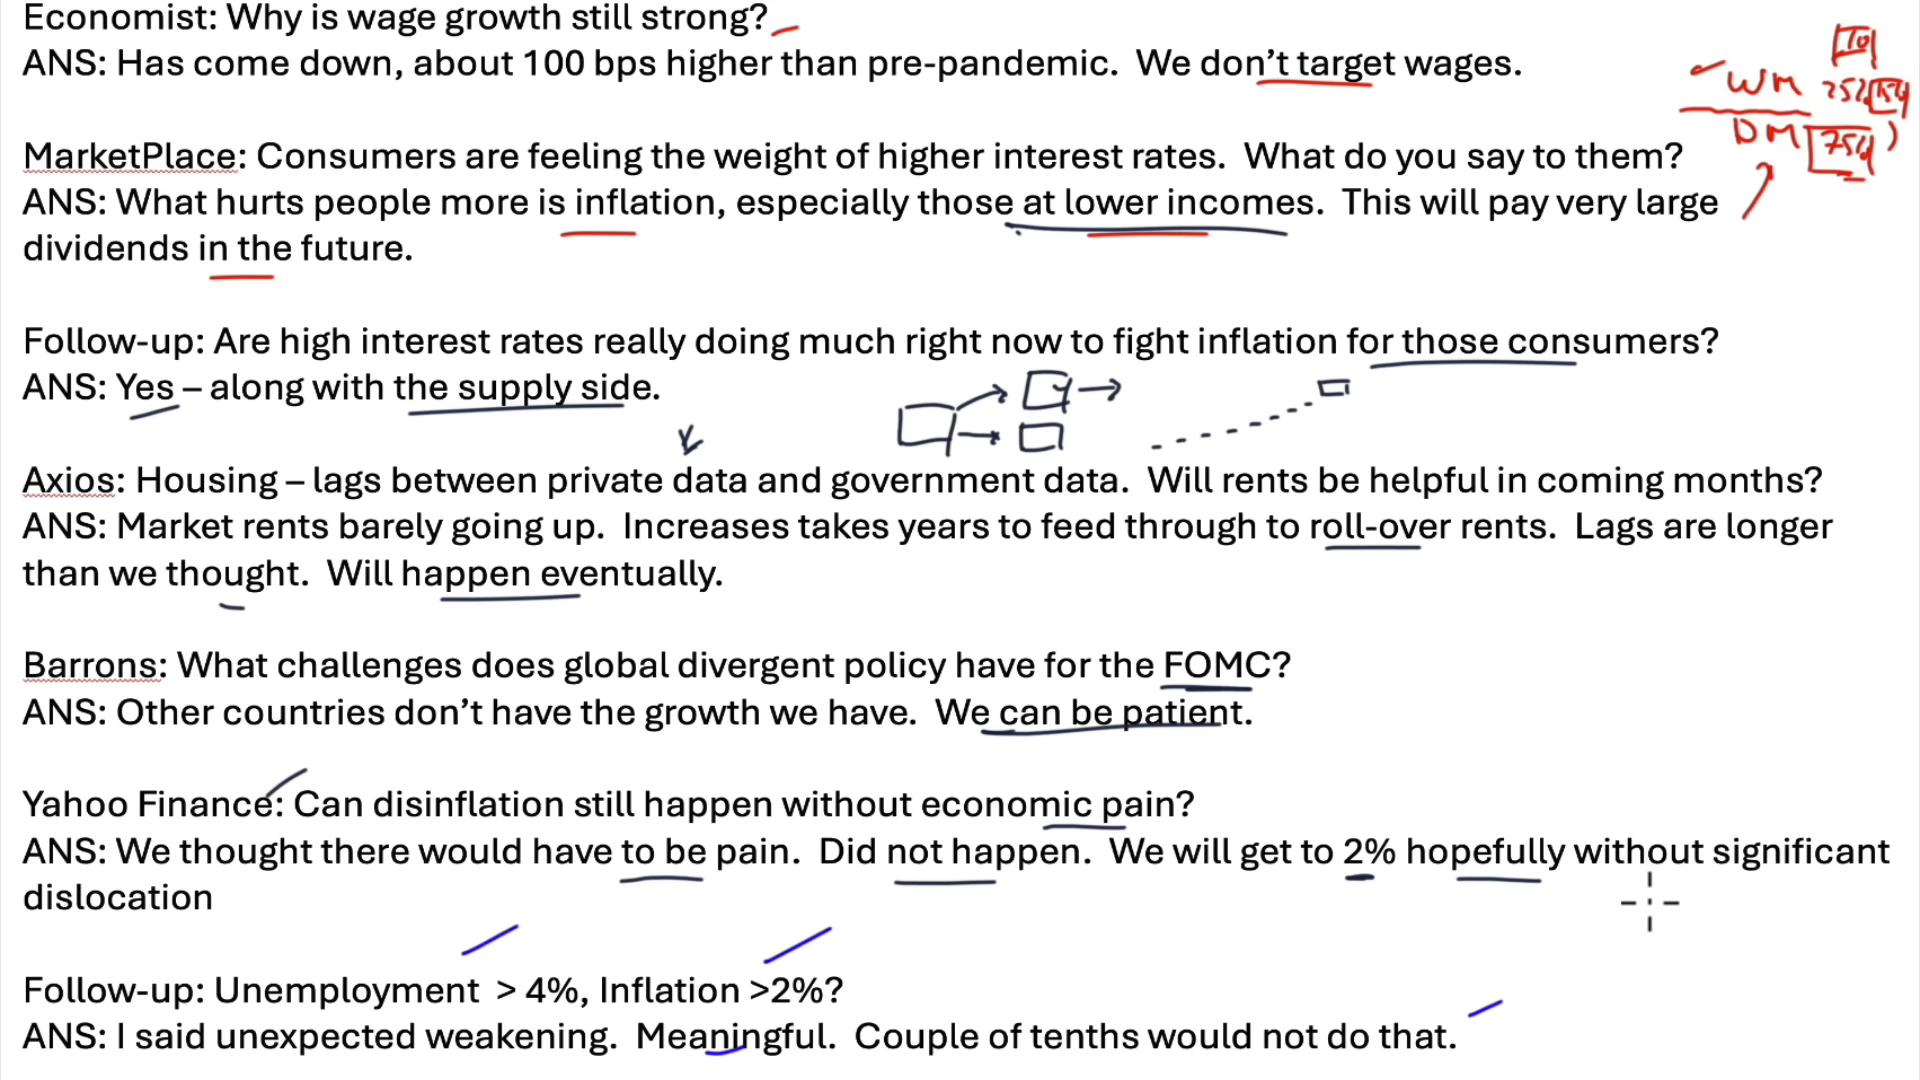 Economist: Why is wage growth still strong?
ANS: Has come down, about 100 bps higher than pre-pandemic.  We don’t target wages.
WM
DM
MarketPlace: Consumers are feeling the weight of higher interest rates.  What do you say to them?
ANS: What hurts people more is inflation, especially those at lower incomes.  This will pay very large
dividends in the future.
Follow-up: Are high interest rates really doing much right now to fight inflation for those consumers?
ANS: Yes – along with the supply side.
Axios: Housing – lags between private data and government data.  Will rents be helpful in coming months?
ANS: Market rents barely going up.  Increases takes years to feed through to roll-over rents.  Lags are longer
than we thought.  Will happen eventually.
Barrons: What challenges does global divergent policy have for the FOMC?
ANS: Other countries don’t have the growth we have.  We can be patient.
Yahoo Finance: Can disinflation still happen without economic pain?
ANS: We thought there would have to be pain.  Did not happen.  We will get to 2% hopefully without significant
dislocation
Follow-up: Unemployment  > 4%, Inflation >2%?
ANS: I said unexpected weakening.  Meaningful.  Couple of tenths would not do that.